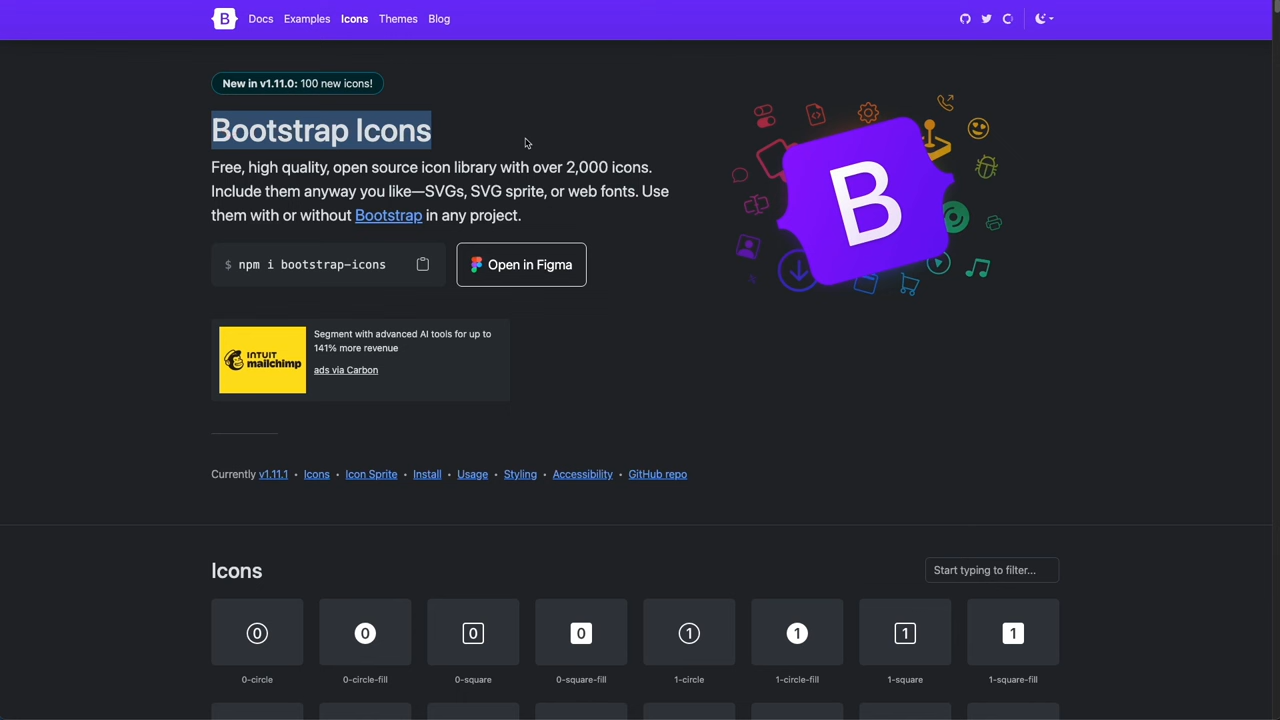 B Docs Examples Icons Themes Blog
New in v1.11.0: 100 new icons!
Bootstrap Icons
Free, high quality, open source icon library with over 2,000 icons.
Include them anyway you like—SVGs, SVG sprite, or web fonts. Use
them with or without Bootstrap in any project.
$ npm i bootstrap-icons
Open in Figma
B
INTUIT
mailchimp
Segment with advanced AI tools for up to
141% more revenue
ads via Carbon
Currently v1.11.1 • Icons • Icon Sprite • Install • Usage • Styling • Accessibility • GitHub repo
Icons
Start typing to filter...
0 0 0 0 1 1 1 1
0-circle 0-circle-fill 0-square 0-square-fill 1-circle 1-circle-fill 1-square 1-square-fill